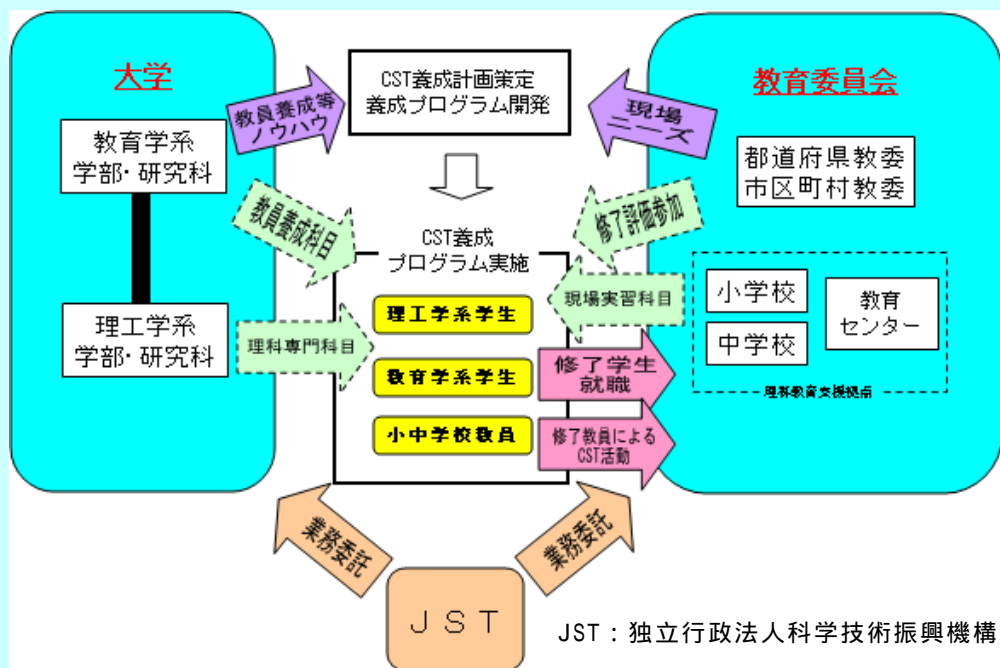 大学
教育学系
学部･研究科
理工学系
学部･研究科
教員養成等
ノウハウ
CST養成計画策定
養成プログラム開発
現場
ニーズ
教育委員会
都道府県教委
市区町村教委
教員養成科目
修了評価参加
CST養成
プログラム実施
理工学系学生
教育学系学生
小中学校教員
理科専門科目
現場実習科目
小学校
中学校
教育
センター
理科教育支援拠点
修了学生
就職
修了教員による
CST活動
業務委託
業務委託
ＪＳＴ
JST：独立行政法人科学技術振興機構